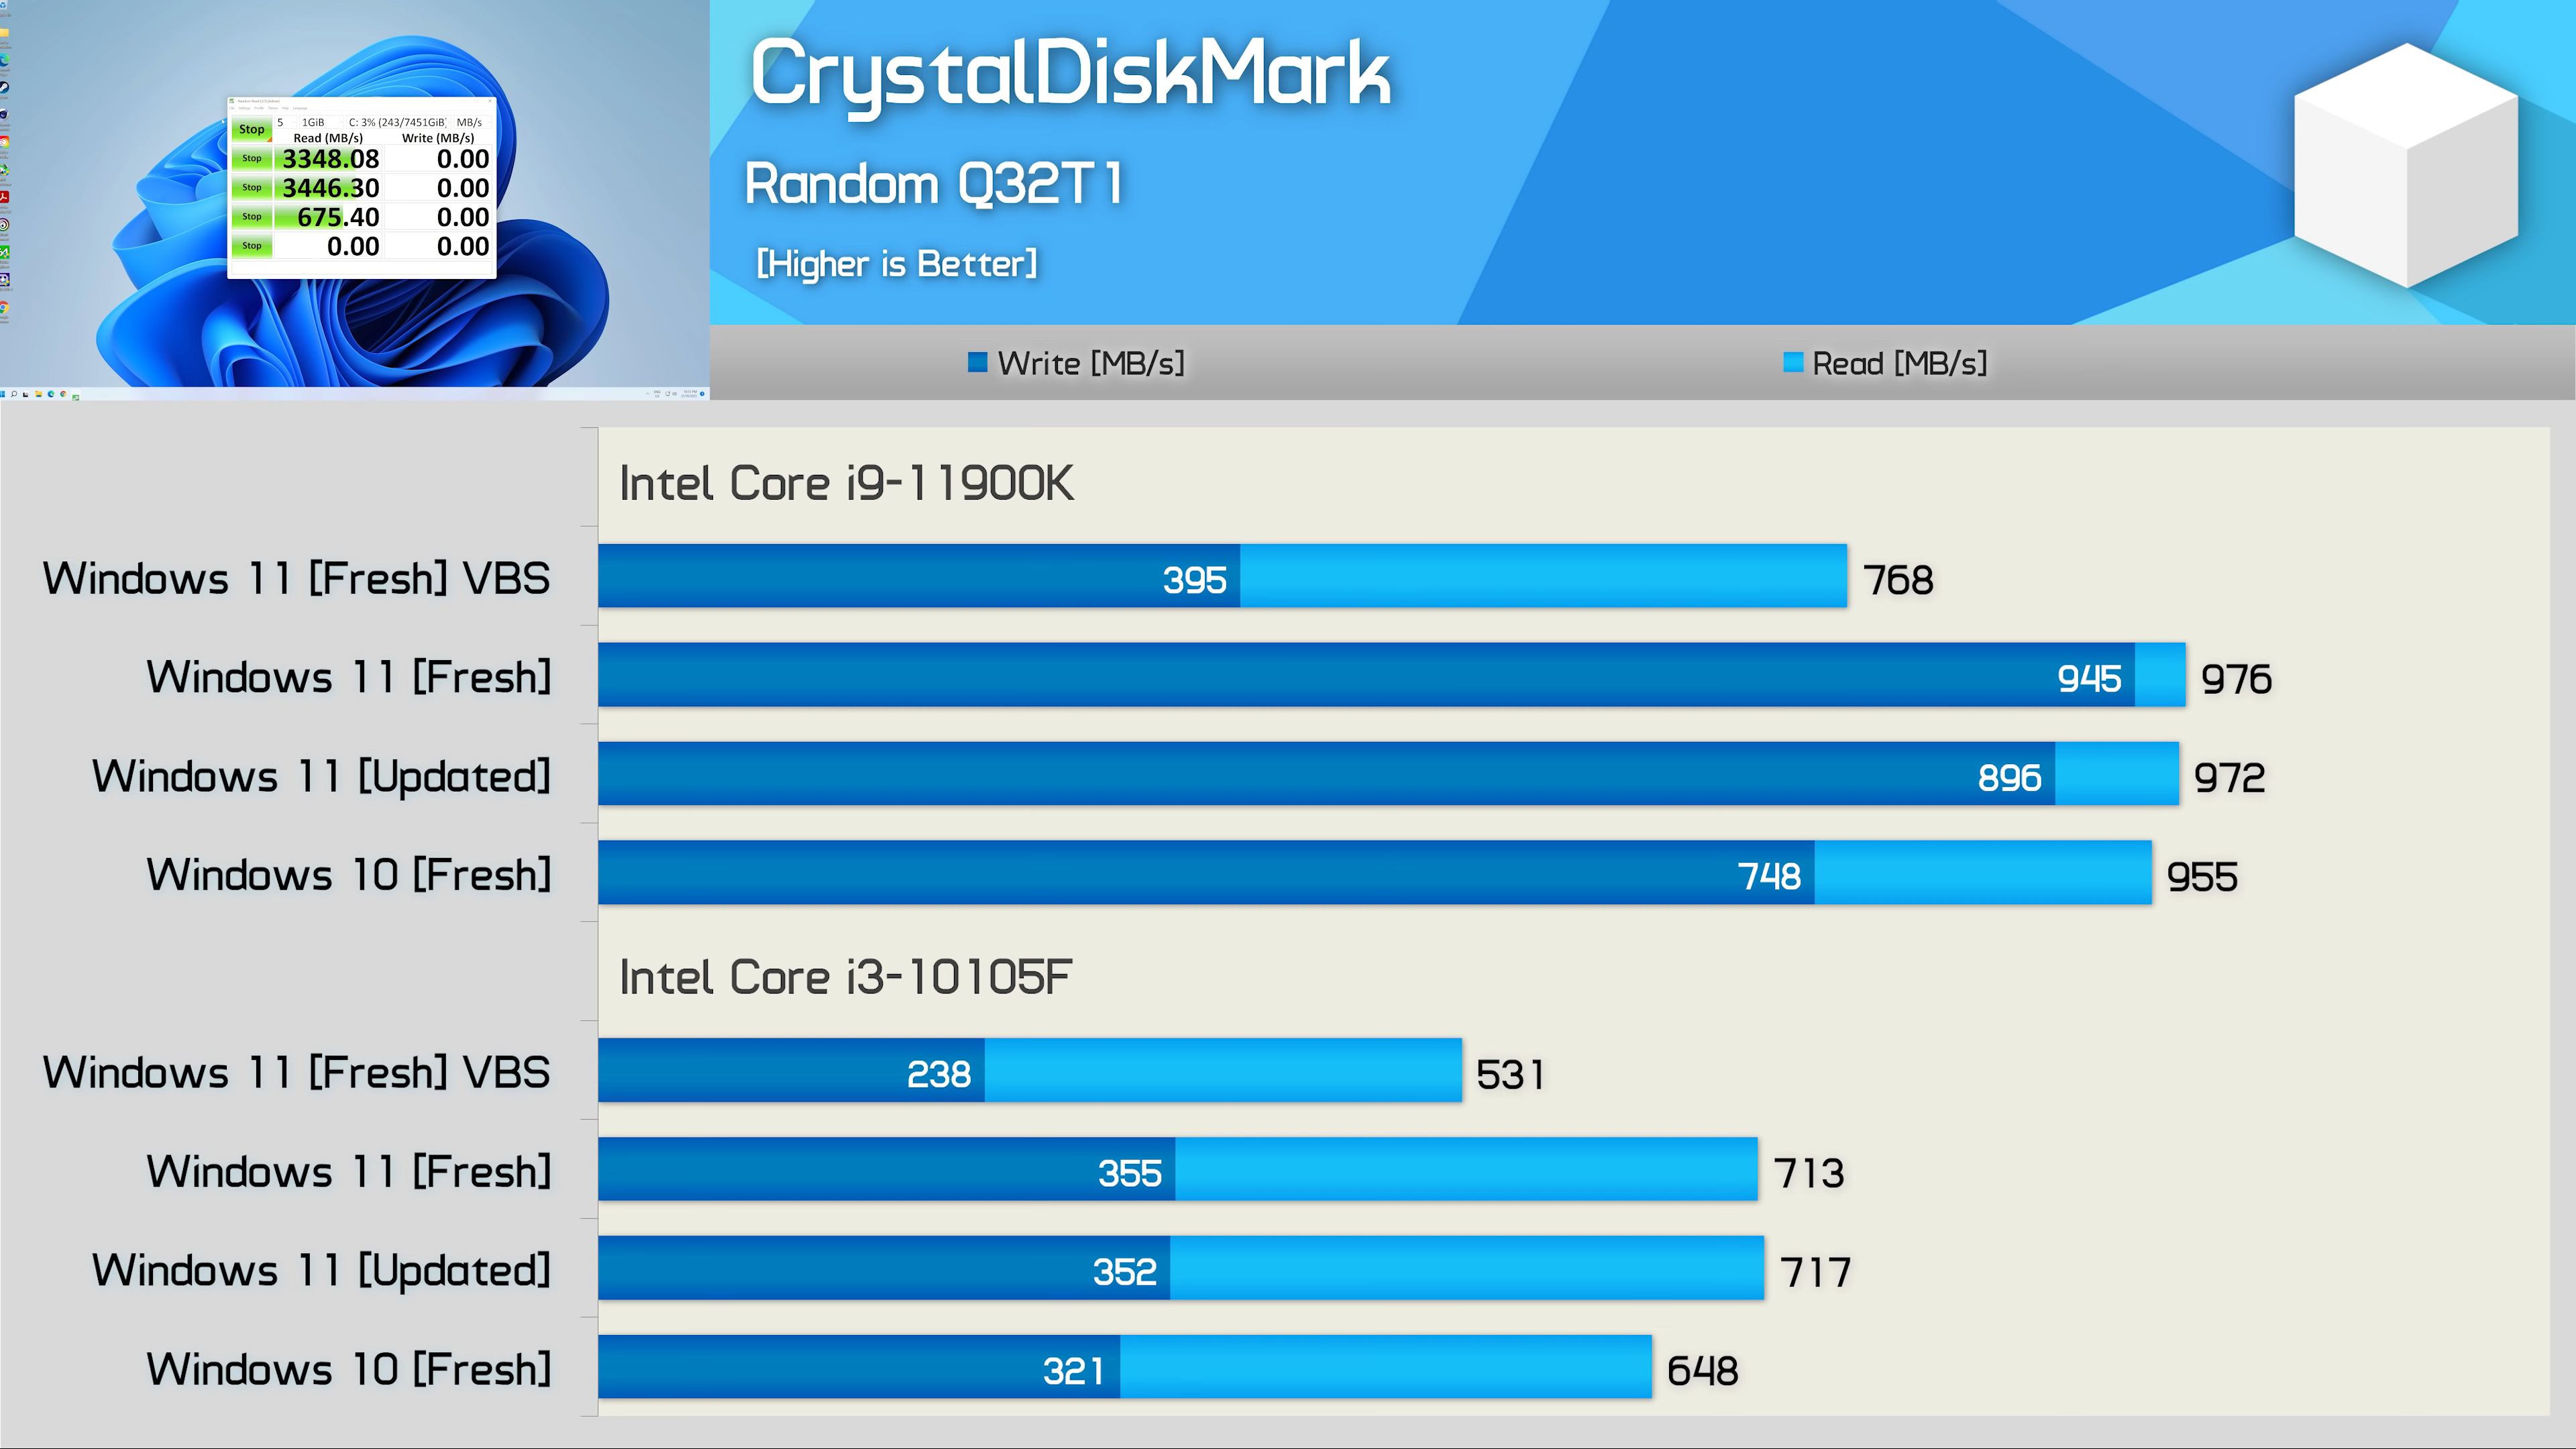 Stop
5 1GiB C: 3% (243/7451GiB) MB/s
Read (MB/s) Write (MB/s)
Stop 3348.08 0.00
Stop 3446.30 0.00
Stop 675.40 0.00
Stop 0.00 0.00
CrystalDiskMark
Random Q32T1
[Higher is Better]
Write [MB/s] Read [MB/s]
Intel Core i9-11900K
Windows 11 [Fresh] VBS 395 768
Windows 11 [Fresh] 945 976
Windows 11 [Updated] 896 972
Windows 10 [Fresh] 748 955
Intel Core i3-10105F
Windows 11 [Fresh] VBS 238 531
Windows 11 [Fresh] 355 713
Windows 11 [Updated] 352 717
Windows 10 [Fresh] 321 648